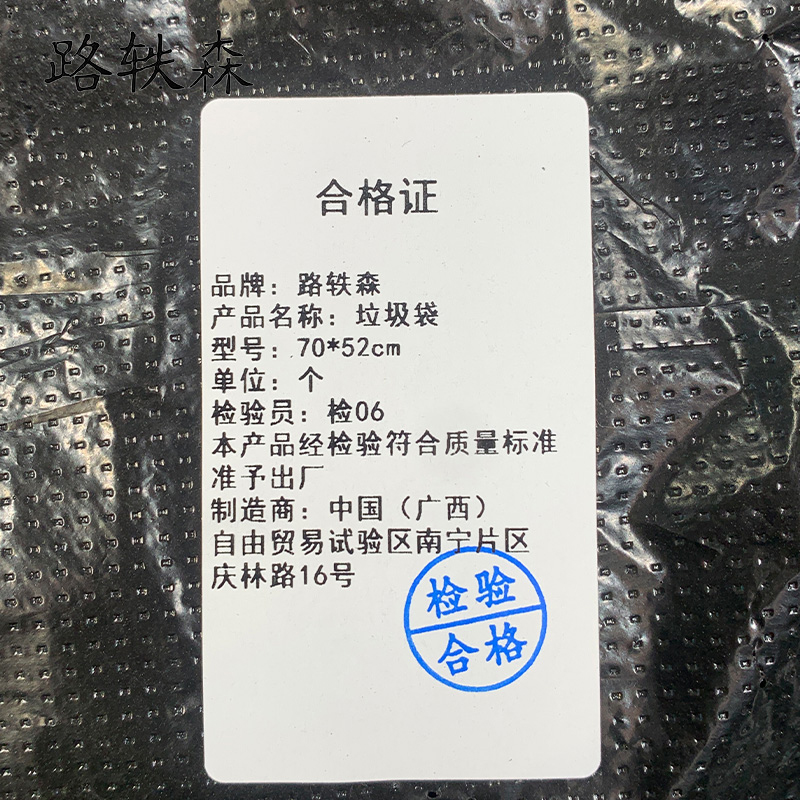 路轶森
合格证
品牌：路轶森
产品名称：垃圾袋
型号：70*52cm
单位：个
检验员：检06
本产品经检验符合质量标准
准予出厂
制造商：中国（广西）
自由贸易试验区南宁片区
庆林路16号
检验
合格